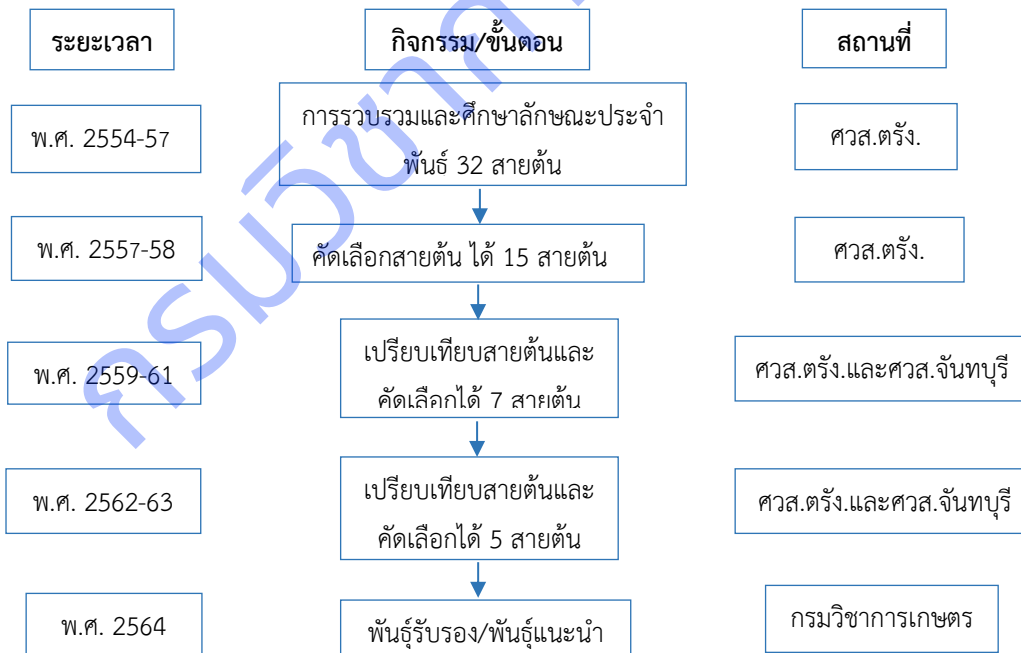 ระยะเวลา
กิจกรรม/ขั้นตอน
สถานที่
พ.ศ. 2554-57
การรวบรวมและศึกษาลักษณะประจำ
พันธ์ 32 สายต้น
ศวส.ตรัง.
พ.ศ. 2557-58
คัดเลือกสายต้น ได้ 15 สายต้น
ศวส.ตรัง.
พ.ศ. 2559-61
เปรียบเทียบสายต้นและ
คัดเลือกได้ 7 สายต้น
ศวส.ตรัง.และศวส.จันทบุรี
พ.ศ. 2562-63
เปรียบเทียบสายต้นและ
คัดเลือกได้ 5 สายต้น
ศวส.ตรัง.และศวส.จันทบุรี
พ.ศ. 2564
พันธุ์รับรอง/พันธุ์แนะนำ
กรมวิชาการเกษตร